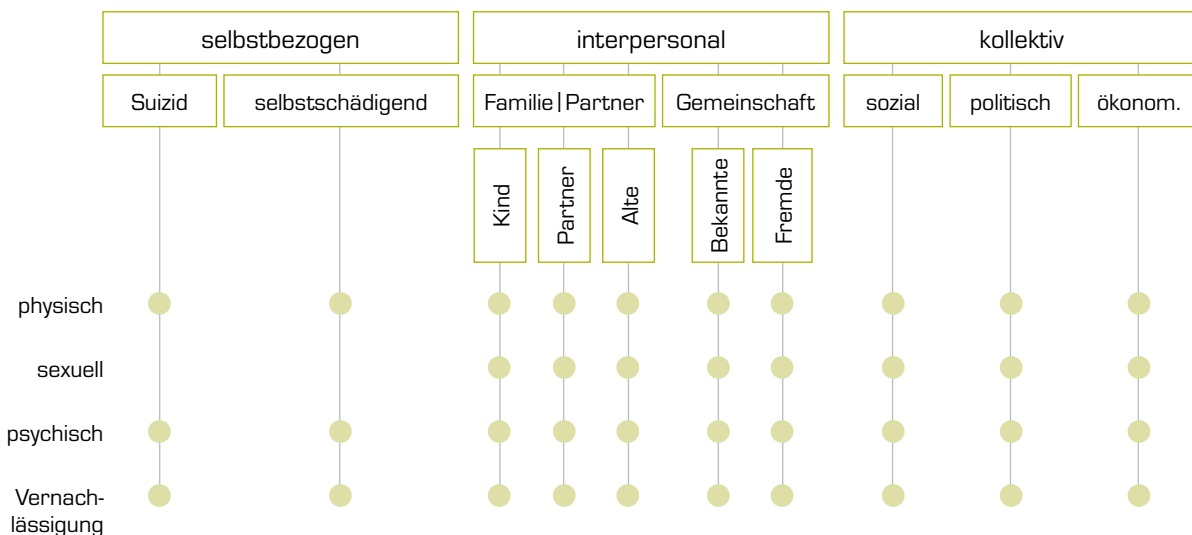 selbstbezogen
interpersonal
kollektiv
Suizid
selbstschädigend
Familie|Partner
Gemeinschaft
sozial
politisch
ökonom.
Kind
Partner
Alte
Bekannte
Fremde
physisch
sexuell
psychisch
Vernach-
lässigung